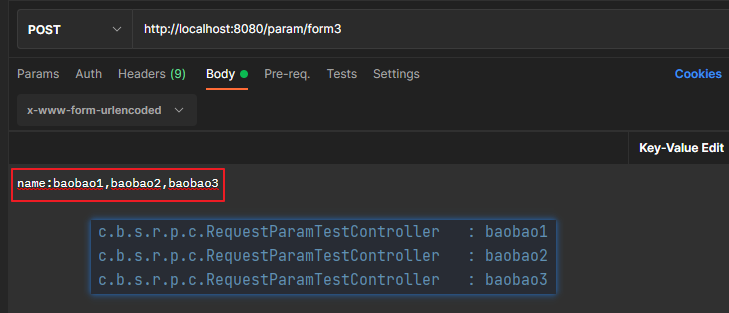 POST http://localhost:8080/param/form3
Params Auth Headers (9) Body Pre-req. Tests Settings Cookies
x-www-form-urlencoded
Key-Value Edit
name:baobao1,baobao2,baobao3
c.b.s.r.p.c.RequestParamTestController : baobao1
c.b.s.r.p.c.RequestParamTestController : baobao2
c.b.s.r.p.c.RequestParamTestController : baobao3